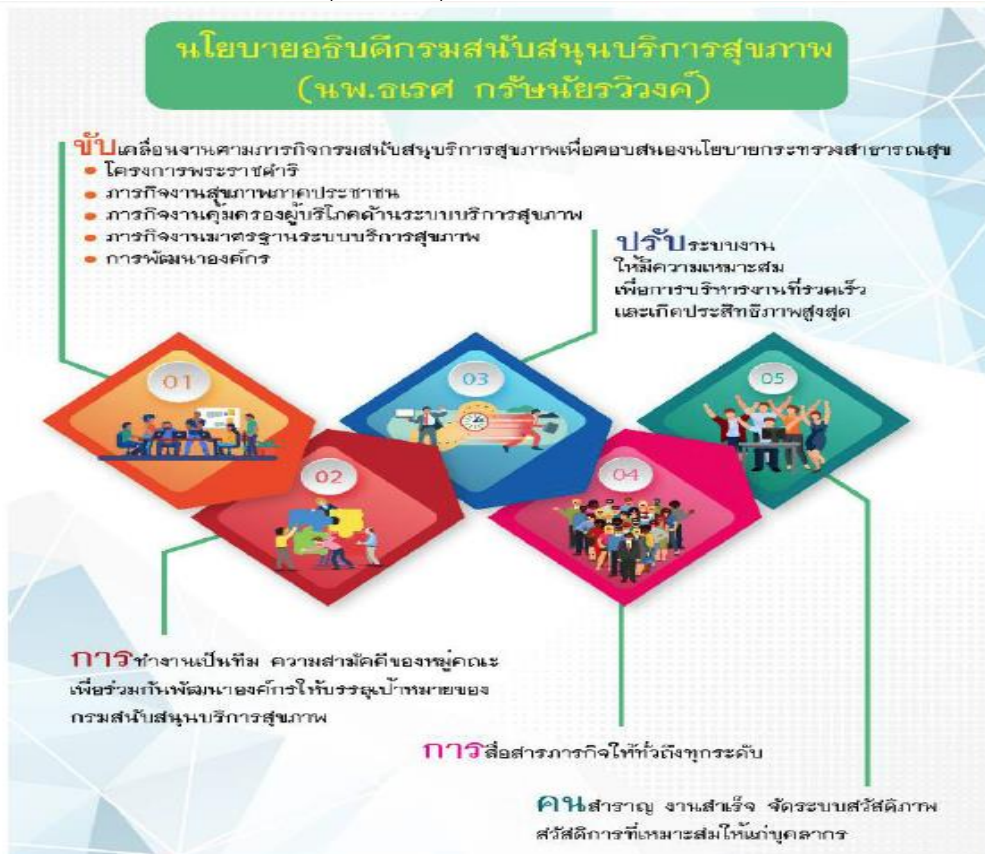 นโยบายอธิบดีกรมสนับสนุนบริการสุขภาพ
(นพ.ธเรศ กรัษนัยรวิวงค์)
ขับเคลื่อนงานตามภารกิจกรมสนับสนุบริการสุขภาพเพื่อตอบสนองนโยบายกระทรวงสาธารณสุข
• โครงการพระราชดำริ
• ภารกิจงานสุขภาพภาคประชาชน
• ภารกิจงานคุ้มครองผู้บริโภคด้านระบบบริการสุขภาพ
• ภารกิจงานมาตรฐานระบบบริการสุขภาพ
• การพัฒนาองค์กร
ปรับระบบงาน
ให้มีความเหมาะสม
เพื่อการบริหารงานที่รวดเร็ว
และเกิดประสิทธิภาพสูงสุด
01
03
05
02
04
การทำงานเป็นทีม ความสามัคคีของหมู่คณะ
เพื่อร่วมกันพัฒนาองค์กรให้บรรลุเป้าหมายของ
กรมสนับสนุนบริการสุขภาพ
การสื่อสารภารกิจให้ทั่วถึงทุกระดับ
คนสำราญ งานสำเร็จ จัดระบบสวัสดิภาพ
สวัสดิการที่เหมาะสมให้แก่บุคลากร